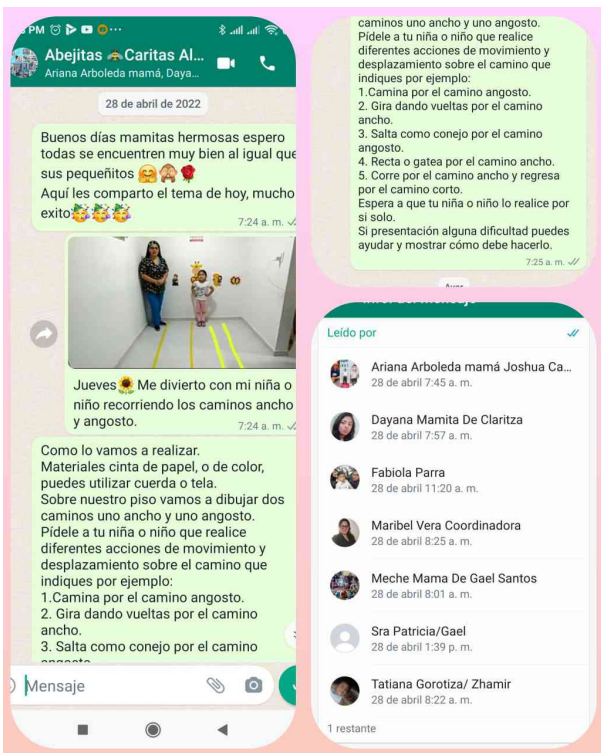 PM
Abejitas Caritas Al...
Ariana Arboleda mamá, Daya...
28 de abril de 2022
Buenos días mamitas hermosas espero
todas se encuentren muy bien al igual que
sus pequeñitos
Aquí les comparto el tema de hoy, mucho
exito
7:24 a. m.
Jueves Me divierto con mi niña o
niño recorriendo los caminos ancho
y angosto.
7:24 a. m.
Como lo vamos a realizar.
Materiales cinta de papel, o de color,
puedes utilizar cuerda o tela.
Sobre nuestro piso vamos a dibujar dos
caminos uno ancho y uno angosto.
Pídele a tu niña o niño que realice
diferentes acciones de movimiento y
desplazamiento sobre el camino que
indiques por ejemplo:
1.Camina por el camino angosto.
2. Gira dando vueltas por el camino
ancho.
3. Salta como conejo por el camino
Mensaje
caminos uno ancho y uno angosto.
Pídele a tu niña o niño que realice
diferentes acciones de movimiento y
desplazamiento sobre el camino que
indiques por ejemplo:
1.Camina por el camino angosto.
2. Gira dando vueltas por el camino
ancho.
3. Salta como conejo por el camino
angosto.
4. Recta o gatea por el camino ancho.
5. Corre por el camino ancho y regresa
por el camino corto.
Espera a que tu niña o niño lo realice por
si solo.
Si presentación alguna dificultad puedes
ayudar y mostrar cómo debe hacerlo.
7:25 a. m.
Leído por
Ariana Arboleda mamá Joshua Ca...
28 de abril 7:45 a. m.
Dayana Mamita De Claritza
28 de abril 7:57 a. m.
Fabiola Parra
28 de abril 11:20 a. m.
Maribel Vera Coordinadora
28 de abril 8:25 a. m.
Meche Mama De Gael Santos
28 de abril 8:01 a. m.
Sra Patricia/Gael
28 de abril 1:39 p. m.
Tatiana Gorotiza/ Zhamir
28 de abril 8:22 a. m.
1 restante